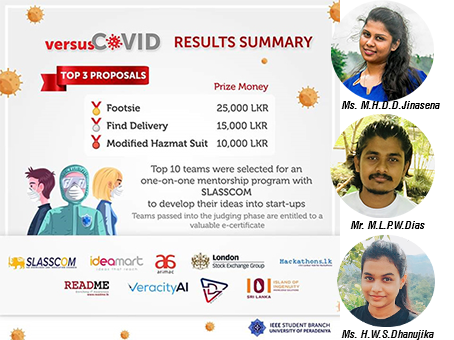 versusCOVID RESULTS SUMMARY
TOP 3 PROPOSALS
Prize Money
Footsie 25,000 LKR
Find Delivery 15,000 LKR
Modified Hazmat Suit 10,000 LKR
Top 10 teams were selected for an
one-on-one mentorship program with
SLASSCOM
to develop their ideas into start-ups
Teams passed into the judging phase are entitled to a
valuable e-certificate
SLASSCOM ideamart arimac London
Stock Exchange Group Hackathons.lk
README VeracityAI ISLAND OF
INGENUITY
SRI LANKA
IEEE STUDENT BRANCH
UNIVERSITY OF PERADENIYA
Ms. M.H.D.D.Jinasena
Mr. M.L.P.W.Dias
Ms. H.W.S.Dhanujika